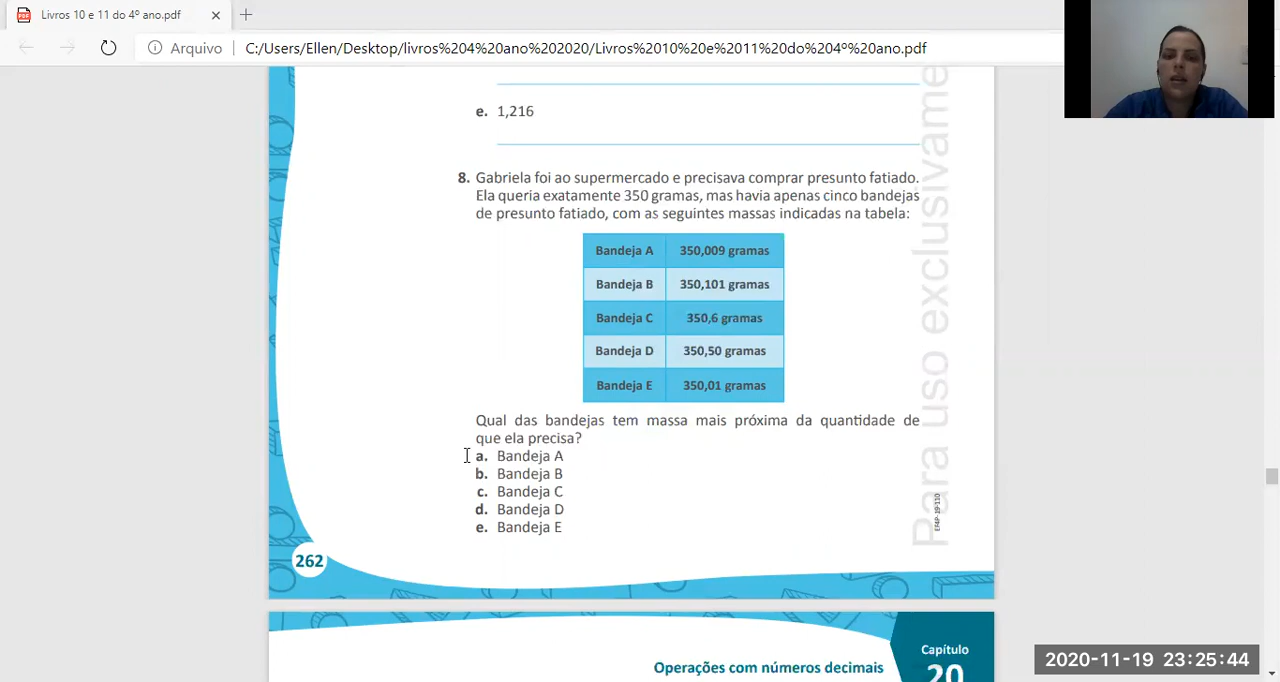 Livros 10 e 11 do 4º ano.pdf
Arquivo
C:/Users/Ellen/Desktop/livros%204%20ano%202020/Livros%2010%20e%2011%20do%204º%20ano.pdf
e. 1,216
8. Gabriela foi ao supermercado e precisava comprar presunto fatiado.
Ela queria exatamente 350 gramas, mas havia apenas cinco bandejas
de presunto fatiado, com as seguintes massas indicadas na tabela:
Bandeja A 350,009 gramas
Bandeja B 350,101 gramas
Bandeja C 350,6 gramas
Bandeja D 350,50 gramas
Bandeja E 350,01 gramas
Qual das bandejas tem massa mais próxima da quantidade de
que ela precisa?
a. Bandeja A
b. Bandeja B
c. Bandeja C
d. Bandeja D
e. Bandeja E
Para uso exclusivame
EF4P-19-110
262
Capítulo
20
Operações com números decimais
2020-11-19 23:25:44